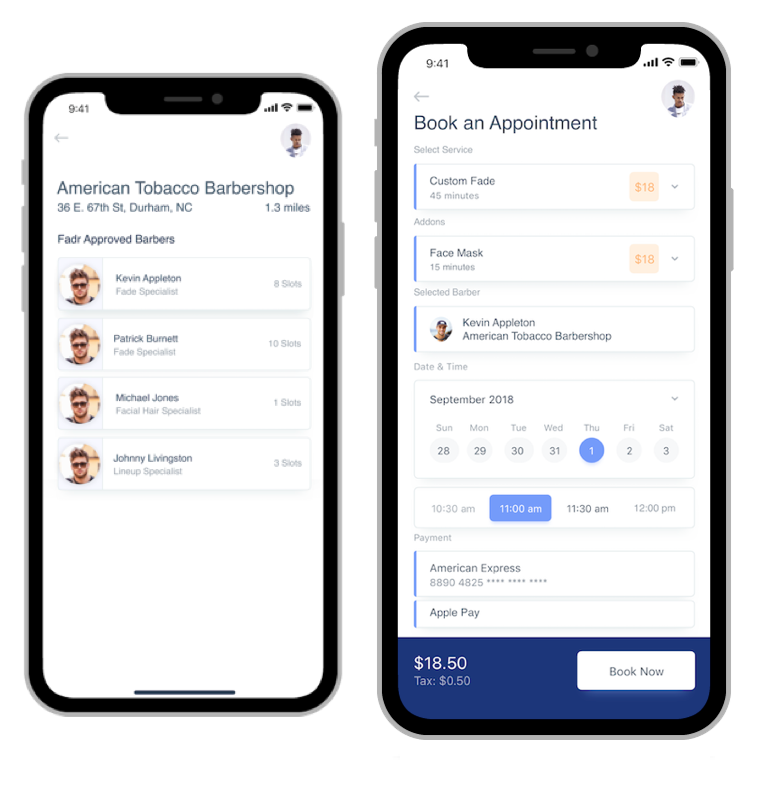 9:41
American Tobacco Barbershop
36 E. 67th St, Durham, NC 1.3 miles
Fadr Approved Barbers
Kevin Appleton
Fade Specialist
8 Slots
Patrick Burnett
Fade Specialist
10 Slots
Michael Jones
Facial Hair Specialist
1 Slots
Johnny Livingston
Lineup Specialist
3 Slots
9:41
Book an Appointment
Select Service
Custom Fade
45 minutes
$18
Addons
Face Mask
15 minutes
$18
Selected Barber
Kevin Appleton
American Tobacco Barbershop
Date & Time
September 2018
Sun Mon Tue Wed Thu Fri Sat
28 29 30 31 1 2 3
10:30 am 11:00 am 11:30 am 12:00 pm
Payment
American Express
8890 4825 **** **** ****
Apple Pay
$18.50
Tax: $0.50
Book Now